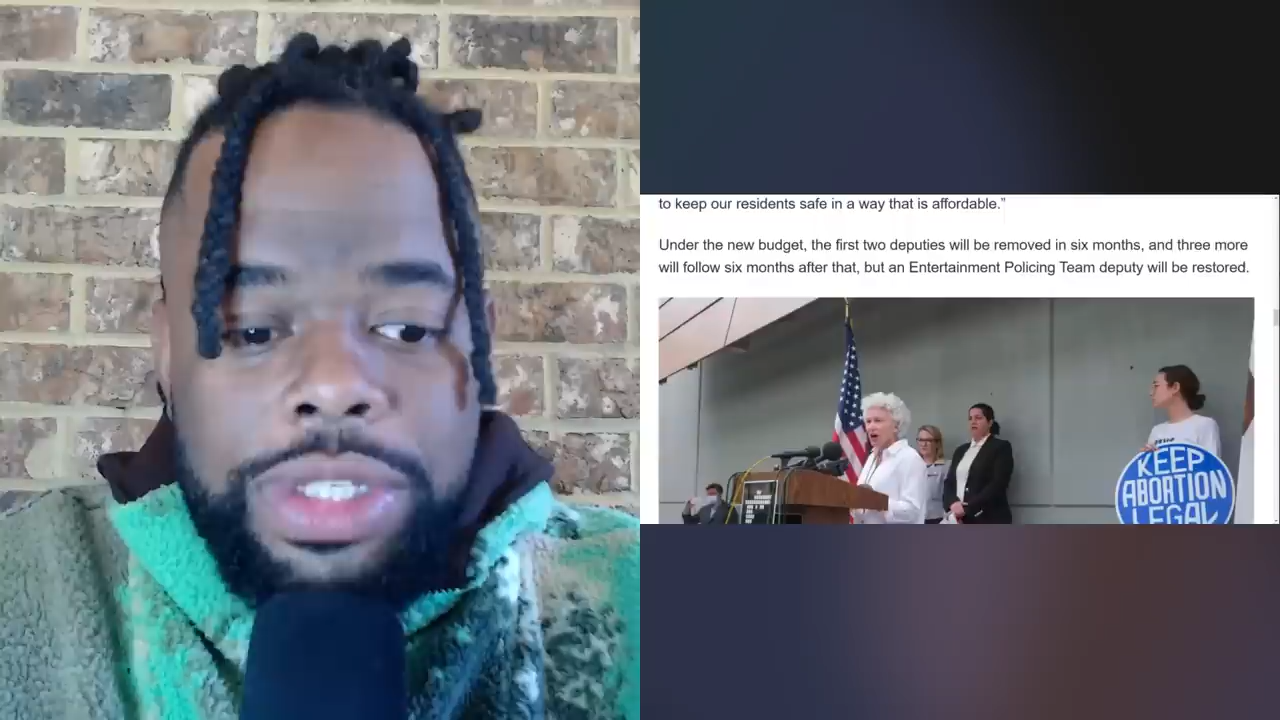 to keep our residents safe in a way that is affordable.”
Under the new budget, the first two deputies will be removed in six months, and three more
will follow six months after that, but an Entertainment Policing Team deputy will be restored.
KEEP
ABORTION
LEGAL